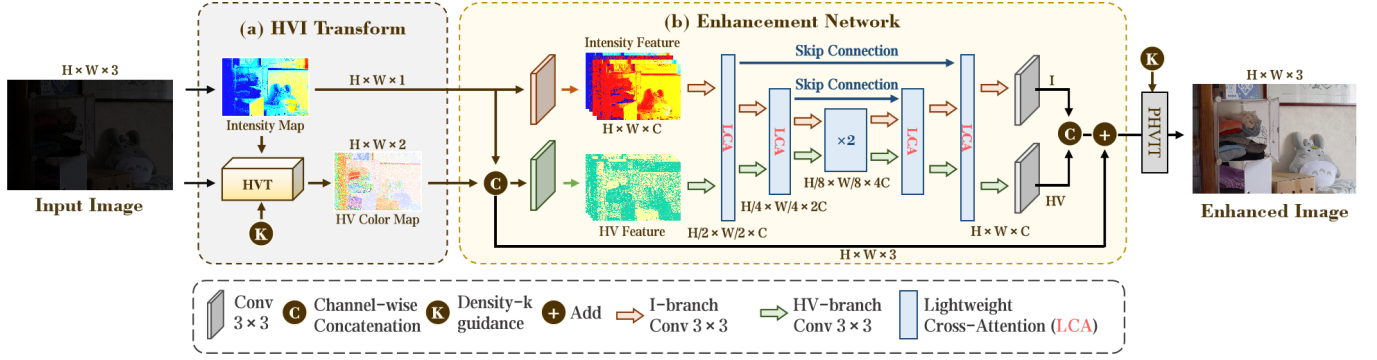 (a) HVI Transform
(b) Enhancement Network
H × W × 3
Input Image
Intensity Map
H × W × 1
HVT
K
H × W × 2
HV Color Map
C
Intensity Feature
H × W × C
HV Feature
LCA
H/2 × W/2 × C
Skip Connection
Skip Connection
LCA
H/4 × W/4 × 2C
×2
H/8 × W/8 × 4C
LCA
LCA
H × W × C
I
HV
C
+
H × W × 3
K
PHVIT
H × W × 3
Enhanced Image
Conv
3 × 3
C
Channel-wise
Concatenation
K
Density-k
guidance
+
Add
I-branch
Conv 3 × 3
HV-branch
Conv 3 × 3
Lightweight
Cross-Attention (LCA)